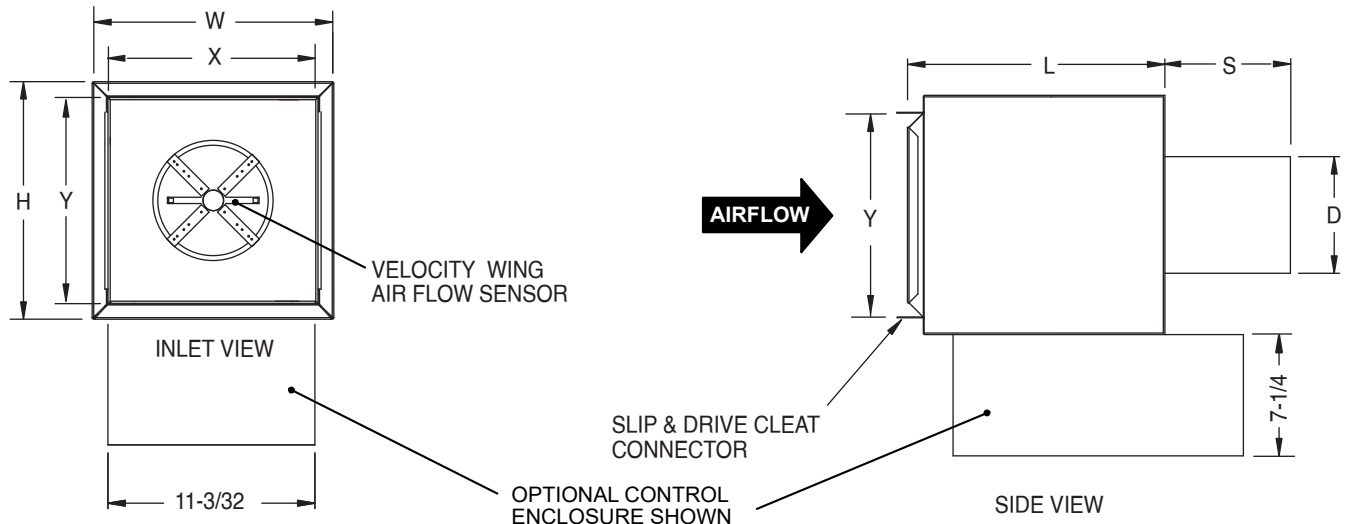 W
X
H
Y
VELOCITY WING
AIR FLOW SENSOR
INLET VIEW
11-3/32
L
S
AIRFLOW
Y
D
SLIP & DRIVE CLEAT
CONNECTOR
7-1/4
OPTIONAL CONTROL
ENCLOSURE SHOWN
SIDE VIEW